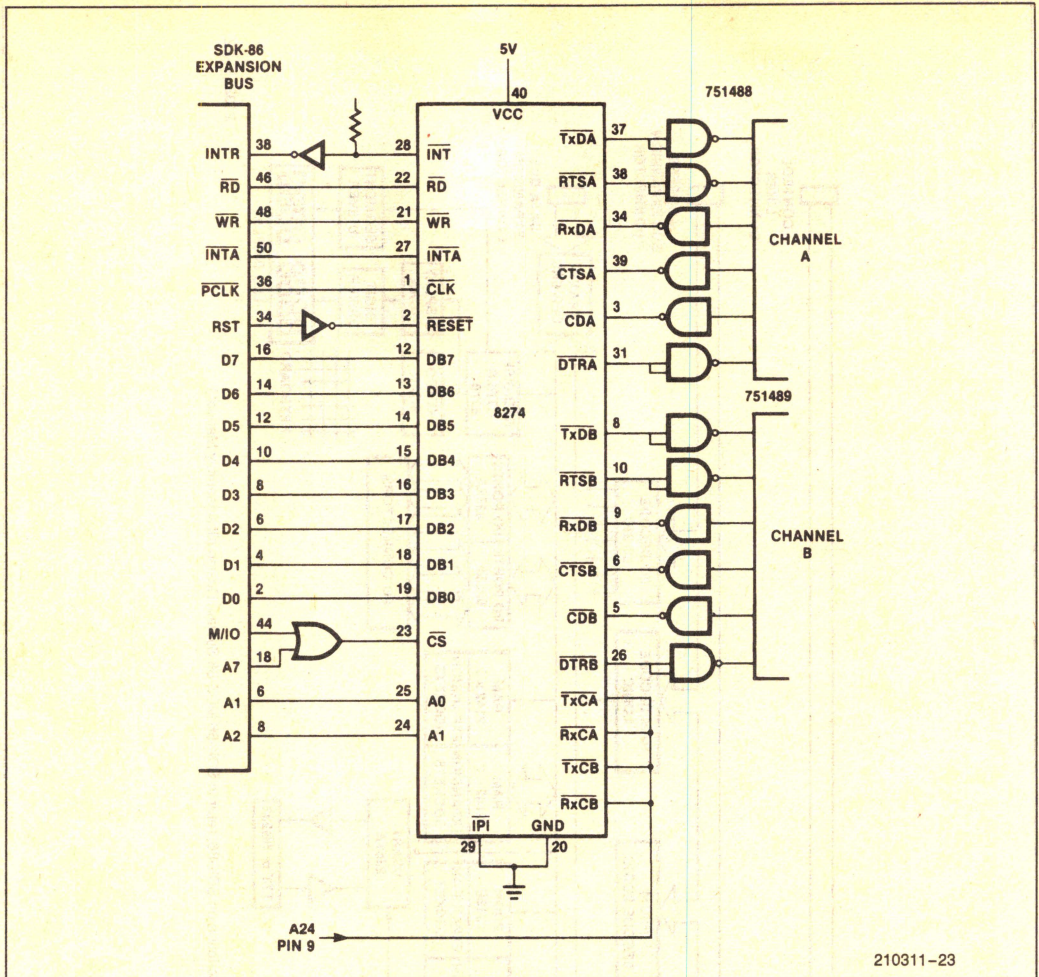 SDK-86
EXPANSION
BUS
5V
40
VCC
751488
INTR 38
28 INT
RD 46
22 RD
WR 48
21 WR
INTA 50
27 INTA
PCLK 36
1 CLK
RST 34
2 RESET
D7 16
12 DB7
D6 14
13 DB6
D5 12
14 DB5
D4 10
15 DB4
D3 8
16 DB3
D2 6
17 DB2
D1 4
18 DB1
D0 2
19 DB0
M/IO 44
23 CS
A7 18
A1 6
25 A0
A2 8
24 A1
8274
TxDA 37
RTSA 38
RxDA 34
CTSA 39
CDA 3
DTRA 31
CHANNEL
A
751489
TxDB 8
RTSB 10
RxDB 9
CTSB 6
CDB 5
DTRB 26
CHANNEL
B
TxCA
RxCA
TxCB
RxCB
IPI GND
29 20
A24
PIN 9
210311-23